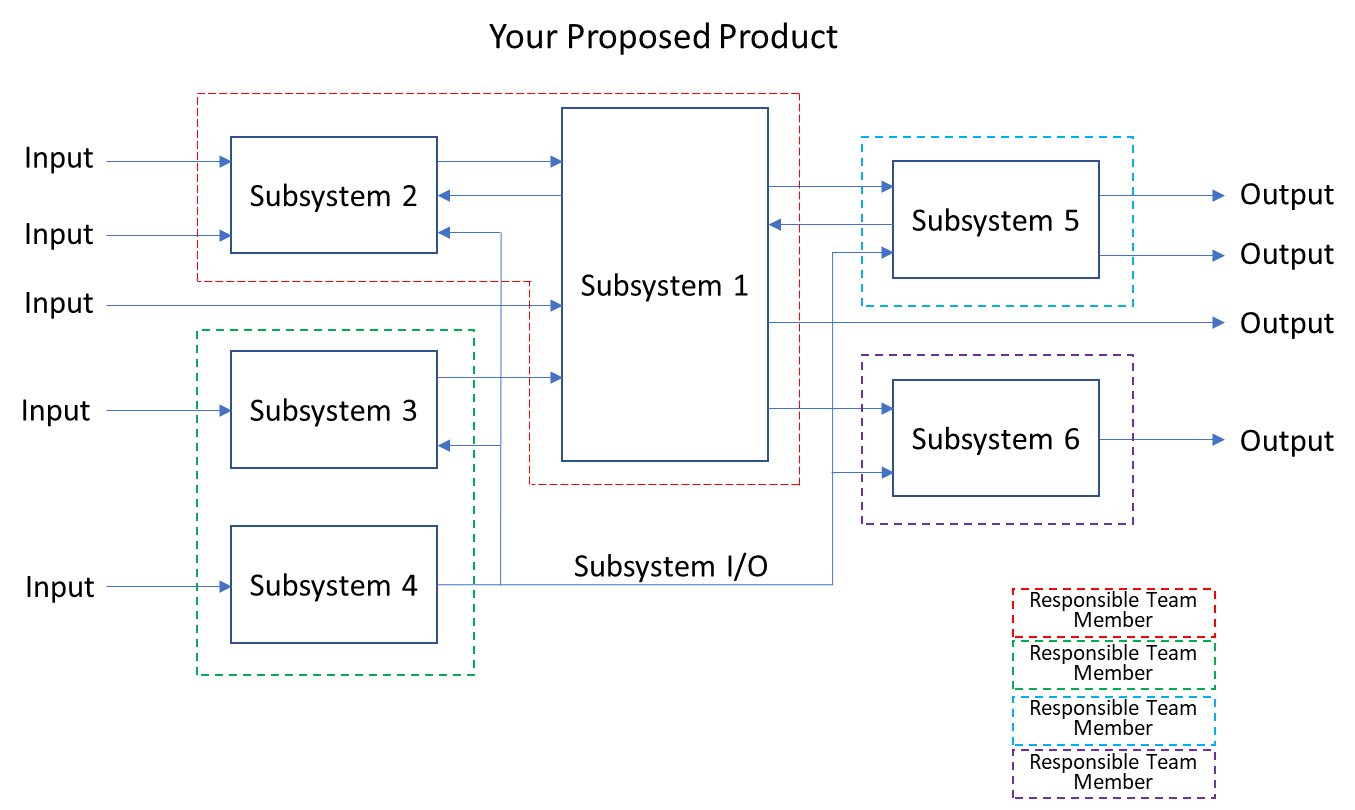 Your Proposed Product
Input
Subsystem 2
Input
Input
Subsystem 1
Subsystem 5
Output
Output
Output
Input
Subsystem 3
Subsystem 6
Output
Input
Subsystem 4
Subsystem I/O
Responsible Team
Member
Responsible Team
Member
Responsible Team
Member
Responsible Team
Member